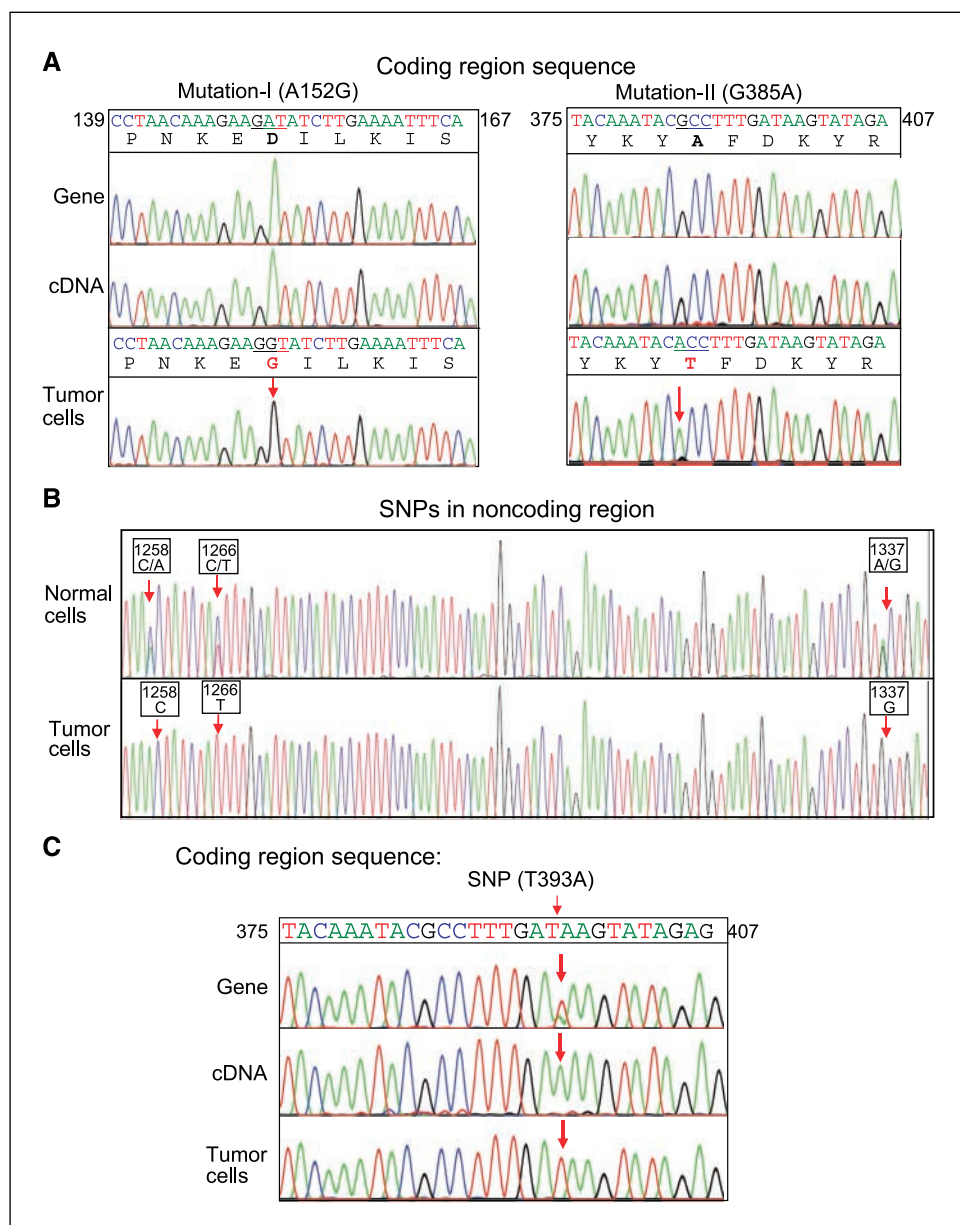 A
Coding region sequence
Mutation-I (A152G)
Mutation-II (G385A)
139 CCTAACAAAGAAGATATCTTGAAAATTTCA 167
P N K E D I L K I S
375 TACAAATACGCCTTTGATAAGTATAGA 407
Y K Y A F D K Y R
Gene
cDNA
CCTAACAAAGAAGGTATCTTGAAAATTTCA
P N K E G I L K I S
TACAAATACACCTTTGATAAGTATAGA
Y K Y T F D K Y R
Tumor
cells
B
SNPs in noncoding region
1258
C/A
1266
C/T
1337
A/G
Normal
cells
1258
C
1266
T
1337
G
Tumor
cells
C
Coding region sequence:
SNP (T393A)
375 TACAAATACGCCTTTGATAAGTATAGAG 407
Gene
cDNA
Tumor
cells